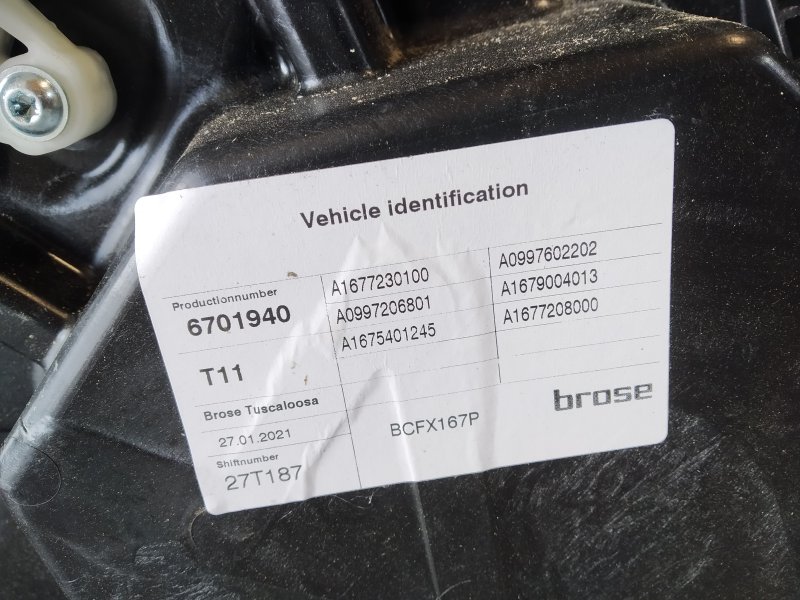 Vehicle identification
Productionnumber
6701940
T11
Brose Tuscaloosa
27.01.2021
Shiftnumber
27T187
A1677230100
A0997206801
A1675401245
A0997602202
A1679004013
A1677208000
BCFX167P
brose